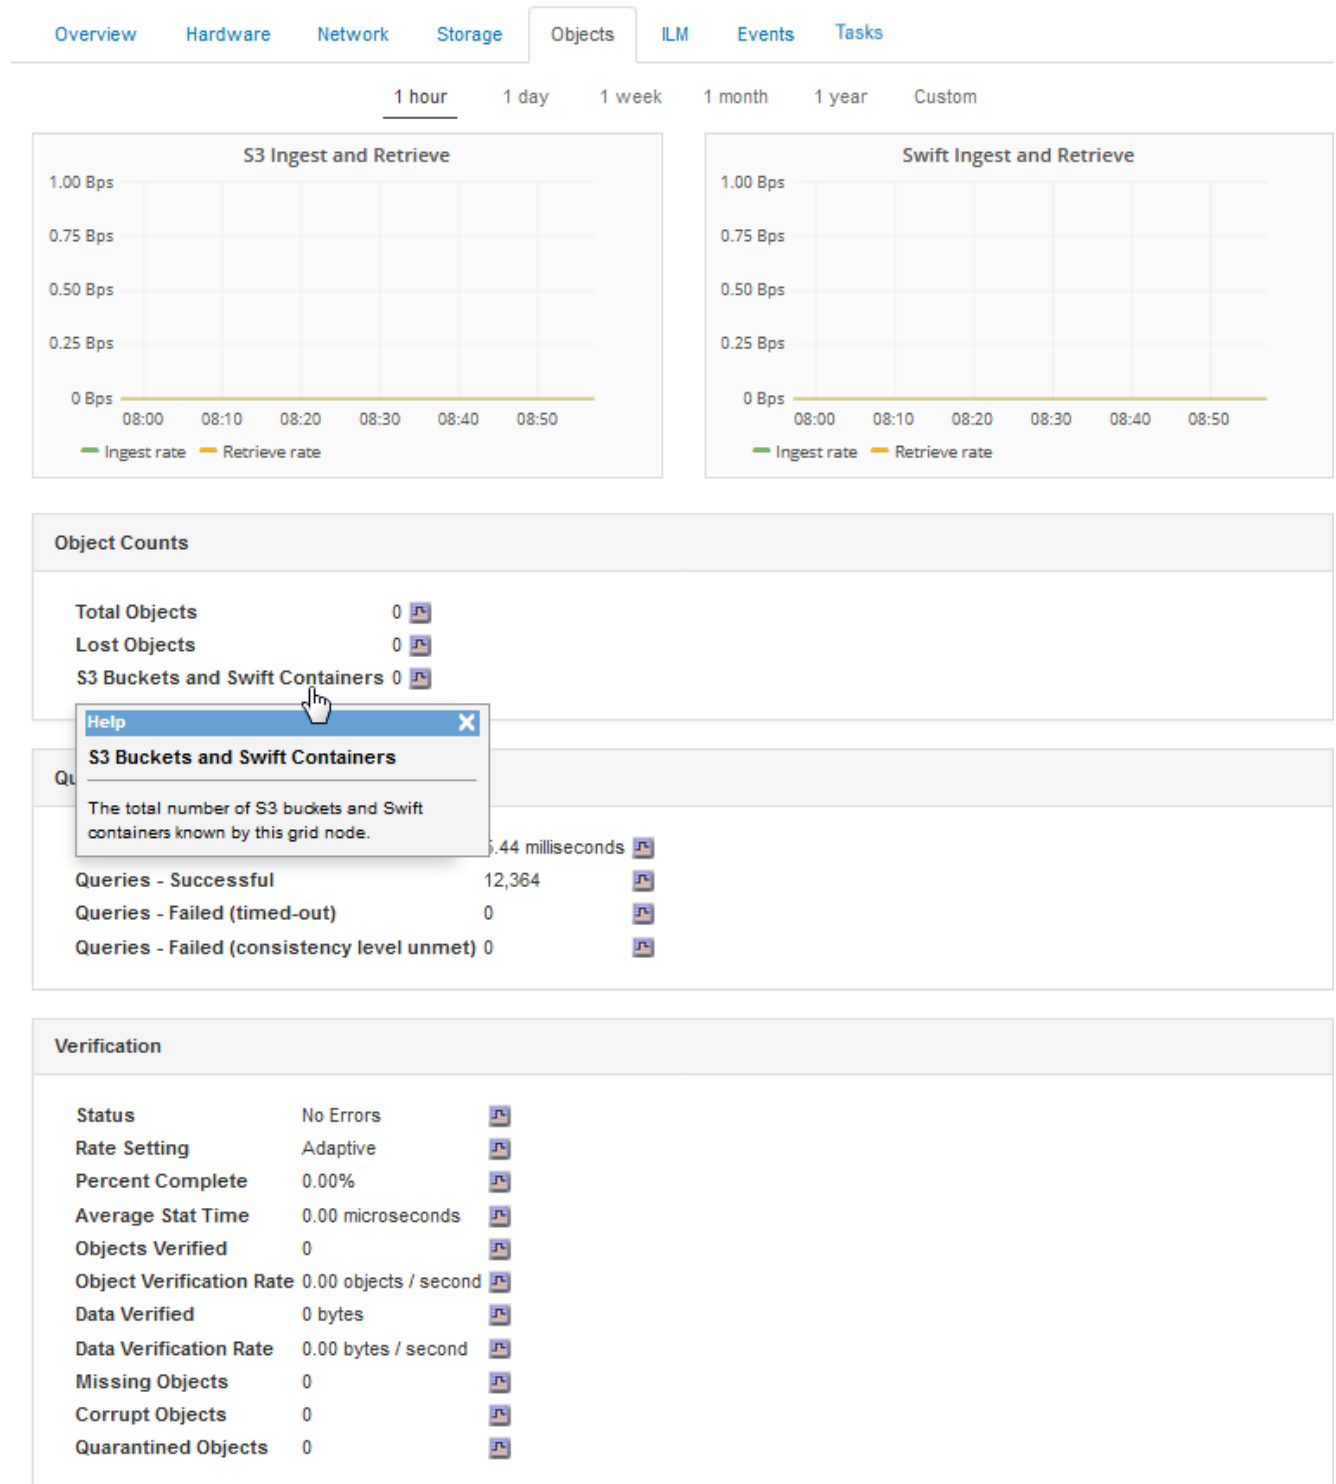 Overview Hardware Network Storage Objects ILM Events Tasks
1 hour 1 day 1 week 1 month 1 year Custom
S3 Ingest and Retrieve
1.00 Bps
0.75 Bps
0.50 Bps
0.25 Bps
0 Bps
08:00 08:10 08:20 08:30 08:40 08:50
Ingest rate Retrieve rate
Swift Ingest and Retrieve
1.00 Bps
0.75 Bps
0.50 Bps
0.25 Bps
0 Bps
08:00 08:10 08:20 08:30 08:40 08:50
Ingest rate Retrieve rate
Object Counts
Total Objects 0
Lost Objects 0
S3 Buckets and Swift Containers 0
Help
S3 Buckets and Swift Containers
The total number of S3 buckets and Swift
containers known by this grid node.
.44 milliseconds
Queries - Successful 12,364
Queries - Failed (timed-out) 0
Queries - Failed (consistency level unmet) 0
Verification
Status No Errors
Rate Setting Adaptive
Percent Complete 0.00%
Average Stat Time 0.00 microseconds
Objects Verified 0
Object Verification Rate 0.00 objects / second
Data Verified 0 bytes
Data Verification Rate 0.00 bytes / second
Missing Objects 0
Corrupt Objects 0
Quarantined Objects 0